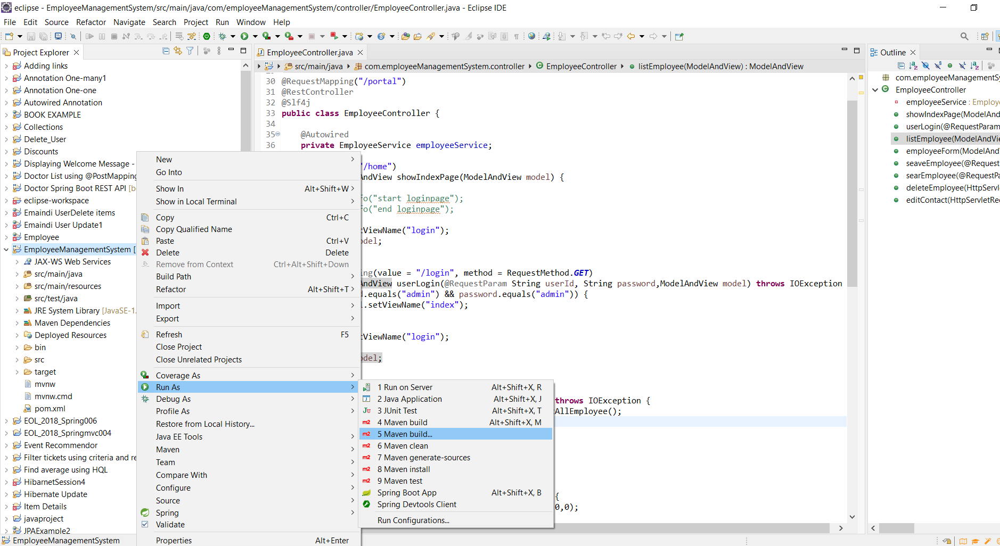 eclipse - EmployeeManagementSystem/src/main/java/com/employeeManagementSystem/controller/EmployeeController.java - Eclipse IDE
File Edit Source Refactor Navigate Search Project Run Window Help
Project Explorer
Adding links
Annotation One-many1
Annotation One-one
Autowired Annotation
BOOK EXAMPLE
Collections
Delete_User
Discounts
Displaying Welcome Message -
Doctor List using @PostMapping
Doctor Spring Boot REST API [b
eclipse-workspace
Emaindi UserDelete items
Emaindi User Update1
Employee
EmployeeManagementSystem [
JAX-WS Web Services
src/main/java
src/main/resources
src/test/java
JRE System Library [JavaSE-1.
Maven Dependencies
Deployed Resources
bin
src
target
mvnw
mvnw.cmd
pom.xml
EOL_2018_Spring006
EOL_2018_Springmvc004
Event Recommendor
Filter tickets using criteria and re
Find average using HQL
HibarnetSession4
Hibernate Update
Item Details
javaproject
JPAExample2
EmployeeManagementSystem
New
Go Into
Show In Alt+Shift+W
Show in Local Terminal
Copy Ctrl+C
Copy Qualified Name
Paste Ctrl+V
Delete Delete
Remove from Context Ctrl+Alt+Shift+Down
Build Path
Refactor Alt+Shift+T
Import
Export
Refresh F5
Close Project
Close Unrelated Projects
Coverage As
Run As
Debug As
Profile As
Restore from Local History...
Java EE Tools
Maven
Team
Compare With
Configure
Source
Spring
Validate
Properties Alt+Enter
1 Run on Server Alt+Shift+X, R
2 Java Application Alt+Shift+X, J
3 JUnit Test Alt+Shift+X, T
4 Maven build Alt+Shift+X, M
5 Maven build...
6 Maven clean
7 Maven generate-sources
8 Maven install
9 Maven test
Spring Boot App Alt+Shift+X, B
Spring Devtools Client
Run Configurations...
EmployeeController.java
src/main/java com.employeeManagementSystem.controller EmployeeController listEmployee(ModelAndView) : ModelAndView
30 @RequestMapping("/portal")
31 @RestController
32 @Slf4j
33 public class EmployeeController {
34
35 @Autowired
36 private EmployeeService employeeService;
"/home")
AndView showIndexPage(ModelAndView model) {
fo("start loginpage");
fo("end loginpage");
tViewName("login");
odel;
ing(value = "/login", method = RequestMethod.GET)
AndView userLogin(@RequestParam String userId, String password,ModelAndView model) throws IOException
d.equals("admin") && password.equals("admin")) {
l.setViewName("index");
tViewName("login");
odel;
throws IOException {
tAllEmployee();
{
0,0);
Outline
com.employeeManagementSy
EmployeeController
employeeService : Employe
showIndexPage(ModelAnd
userLogin(@RequestParam
listEmployee(ModelAndVie
employeeForm(ModelAnd
seaveEmployee(@Request
searEmployee(@RequestPa
deleteEmployee(HttpServl
editContact(HttpServletRec